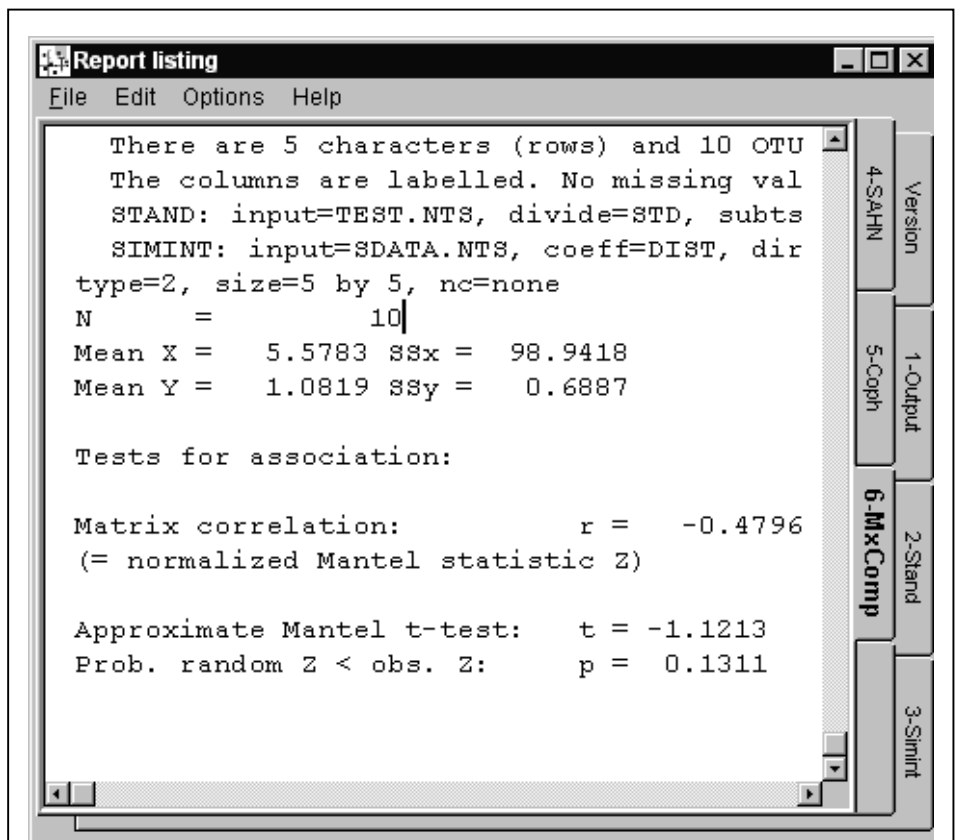 Report listing
File Edit Options Help
There are 5 characters (rows) and 10 OTU
The columns are labelled. No missing val
STAND: input=TEST.NTS, divide=STD, subts
SIMINT: input=SDATA.NTS, coeff=DIST, dir
type=2, size=5 by 5, nc=none
N = 10
Mean X = 5.5783 SSx = 98.9418
Mean Y = 1.0819 SSy = 0.6887
Tests for association:
Matrix correlation: r = -0.4796
(= normalized Mantel statistic Z)
Approximate Mantel t-test: t = -1.1213
Prob. random Z < obs. Z: p = 0.1311
4-SAHN
5-Coph
6-MxComp
Version
1-Output
2-Stand
3-Simint